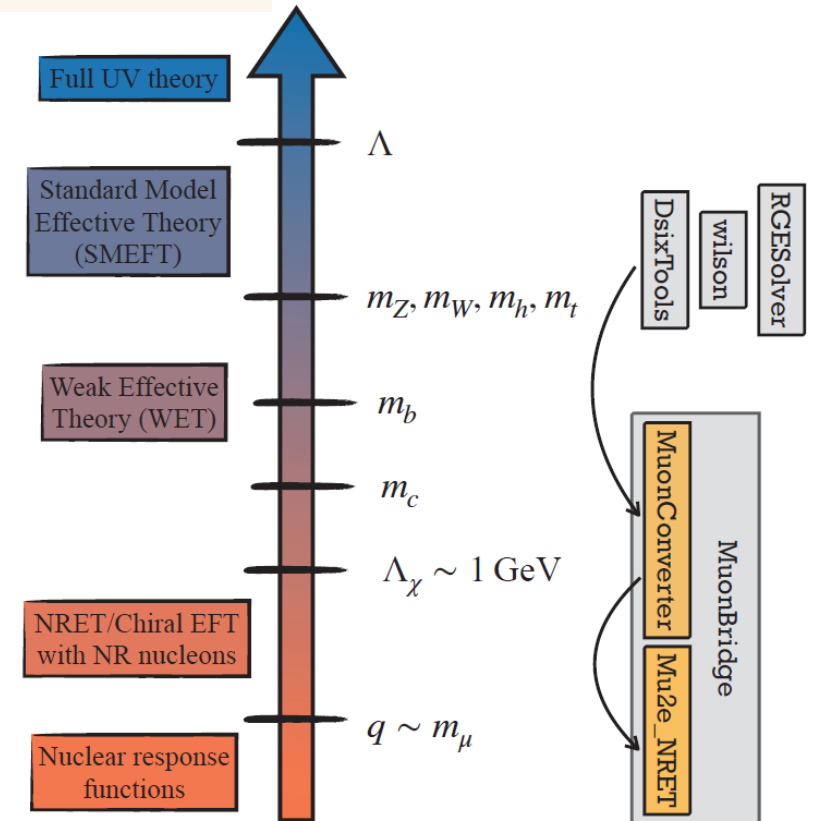 Full UV theory
Λ
Standard Model
Effective Theory
(SMEFT)
m_Z, m_W, m_h, m_t
Weak Effective
Theory (WET)
m_b
m_c
Λ_χ ∼ 1 GeV
NRET/Chiral EFT
with NR nucleons
q ∼ m_μ
Nuclear response
functions
DsixTools
wilson
RGESolver
MuonConverter
Mu2e_NRET
MuonBridge